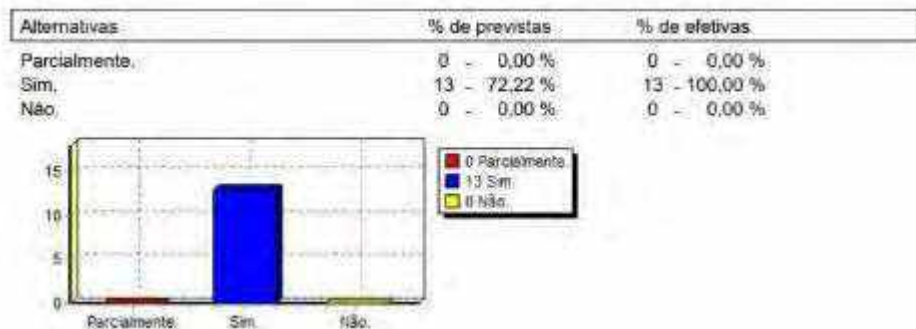 Alternativas % de previstas % de efetivas
Parcialmente. 0 - 0,00 % 0 - 0,00 %
Sim. 13 - 72,22 % 13 - 100,00 %
Não. 0 - 0,00 % 0 - 0,00 %
15
10
5
0
Parcialmente. Sim. Não.
0 Parcialmente.
13 Sim.
0 Não.